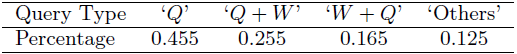 Query Type ‘Q’ ‘Q + W’ ‘W + Q’ ‘Others’
Percentage 0.455 0.255 0.165 0.125